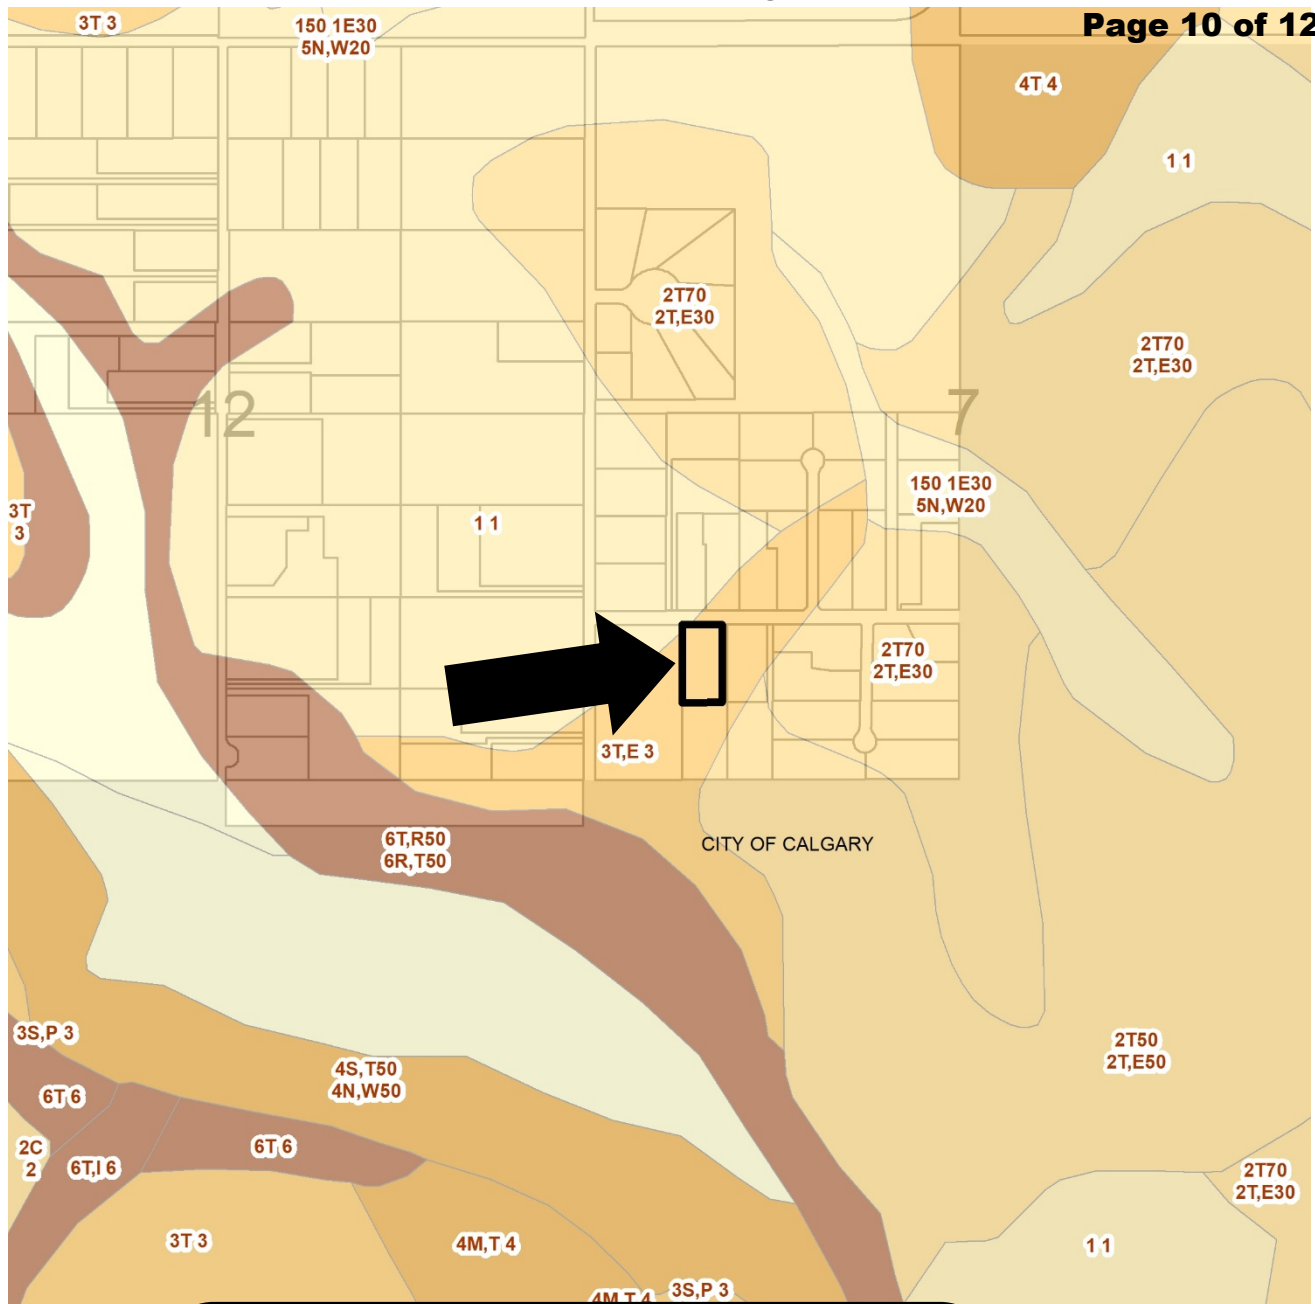 3T 3
150 1E30
5N,W20
Page 10 of 12
4T 4
1 1
2T70
2T,E30
2T70
2T,E30
12
7
150 1E30
5N,W20
3T
3
1 1
2T70
2T,E30
3T,E 3
6T,R50
6R,T50
CITY OF CALGARY
3S,P 3
4S,T50
4N,W50
2T50
2T,E50
6T 6
2C
2
6T,I 6
6T 6
2T70
2T,E30
3T 3
4M,T 4
1 1
3S,P 3
4M,T 4